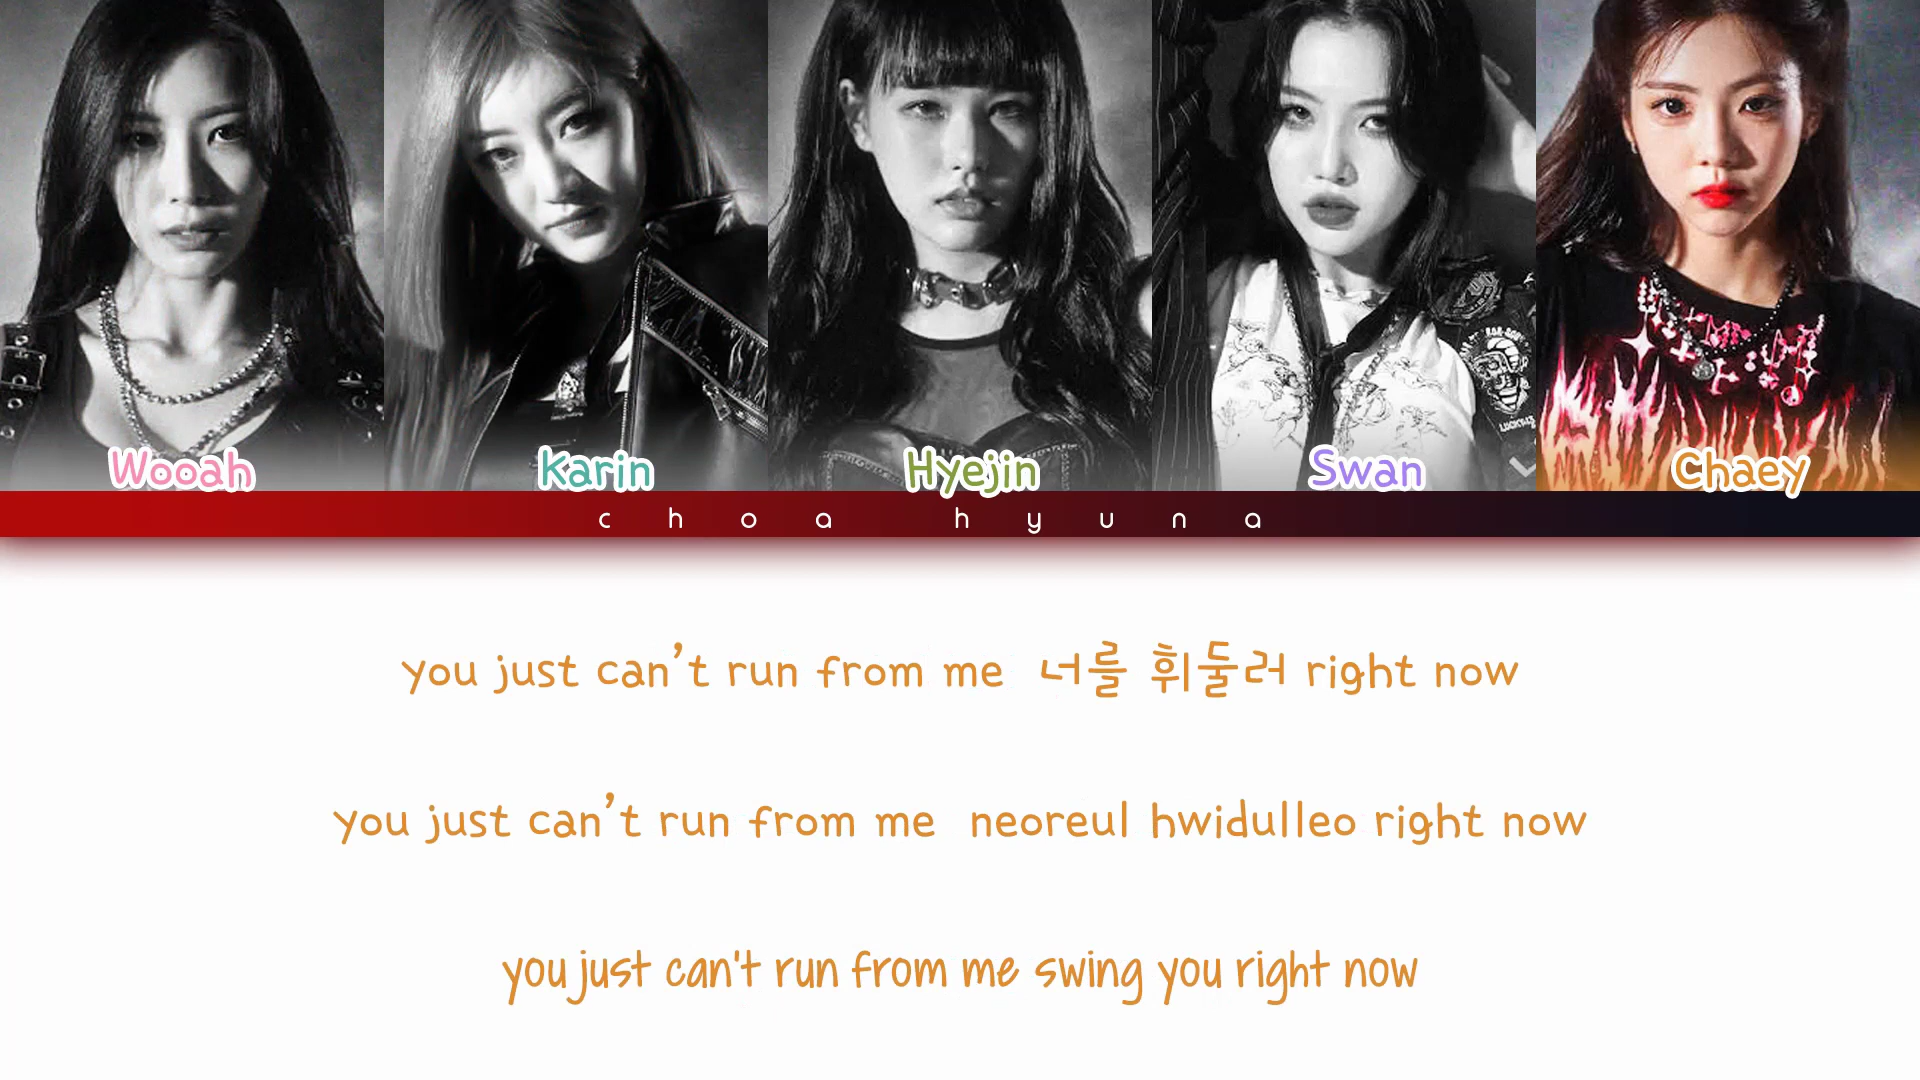 Wooah Karin Hyejin Swan Chaey
choa hyuna
you just can't run from me 너를 휘둘러 right now
you just can't run from me neoreul hwidulleo right now
you just can't run from me swing you right now